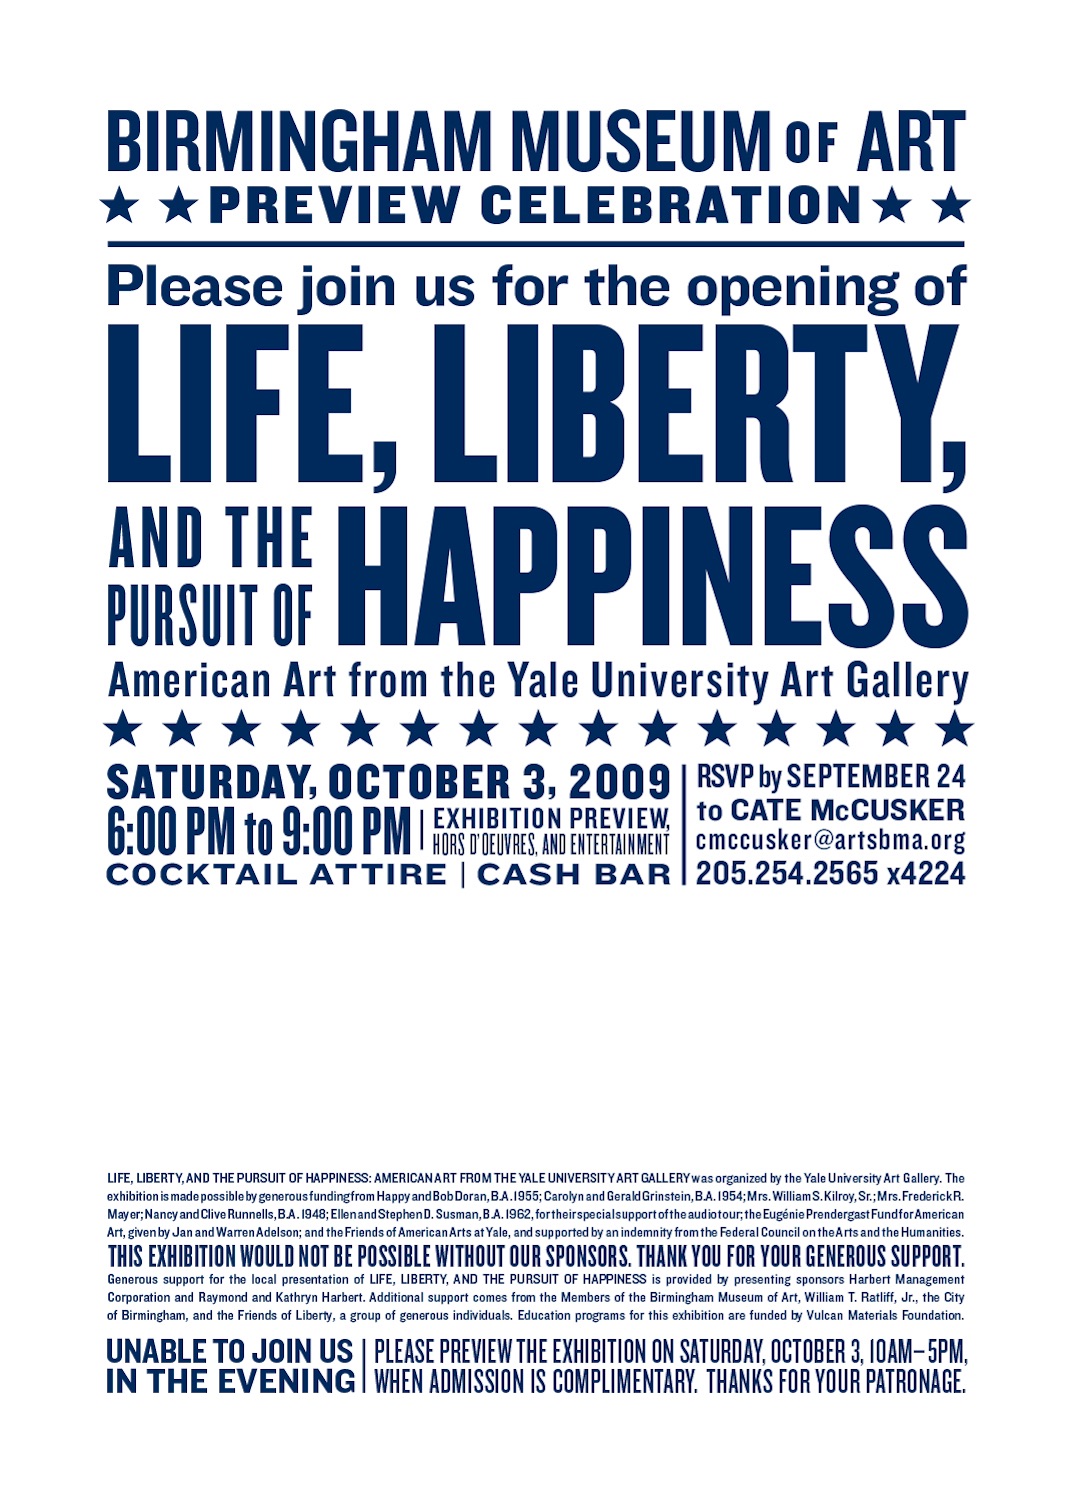 BIRMINGHAM MUSEUM OF ART
PREVIEW CELEBRATION
Please join us for the opening of
LIFE, LIBERTY,
AND THE
PURSUIT OF
HAPPINESS
American Art from the Yale University Art Gallery
SATURDAY, OCTOBER 3, 2009
6:00 PM to 9:00 PM
EXHIBITION PREVIEW,
HORS D'OEUVRES, AND ENTERTAINMENT
COCKTAIL ATTIRE | CASH BAR
RSVP by SEPTEMBER 24
to CATE McCUSKER
cmccusker@artsbma.org
205.254.2565 x4224
LIFE, LIBERTY, AND THE PURSUIT OF HAPPINESS: AMERICAN ART FROM THE YALE UNIVERSITY ART GALLERY was organized by the Yale University Art Gallery. The
exhibition is made possible by generous funding from Happy and Bob Doran, B.A. 1955; Carolyn and Gerald Grinstein, B.A. 1954; Mrs. William S. Kilroy, Sr.; Mrs. Frederick R.
Mayer; Nancy and Clive Runnells, B.A. 1948; Ellen and Stephen D. Susman, B.A. 1962, for their special support of the audio tour; the Eugénie Prendergast Fund for American
Art, given by Jan and Warren Adelson; and the Friends of American Arts at Yale, and supported by an indemnity from the Federal Council on the Arts and the Humanities.
THIS EXHIBITION WOULD NOT BE POSSIBLE WITHOUT OUR SPONSORS. THANK YOU FOR YOUR GENEROUS SUPPORT.
Generous support for the local presentation of LIFE, LIBERTY, AND THE PURSUIT OF HAPPINESS is provided by presenting sponsors Harbert Management
Corporation and Raymond and Kathryn Harbert. Additional support comes from the Members of the Birmingham Museum of Art, William T. Ratliff, Jr., the City
of Birmingham, and the Friends of Liberty, a group of generous individuals. Education programs for this exhibition are funded by Vulcan Materials Foundation.
UNABLE TO JOIN US
IN THE EVENING
PLEASE PREVIEW THE EXHIBITION ON SATURDAY, OCTOBER 3, 10AM–5PM,
WHEN ADMISSION IS COMPLIMENTARY. THANKS FOR YOUR PATRONAGE.